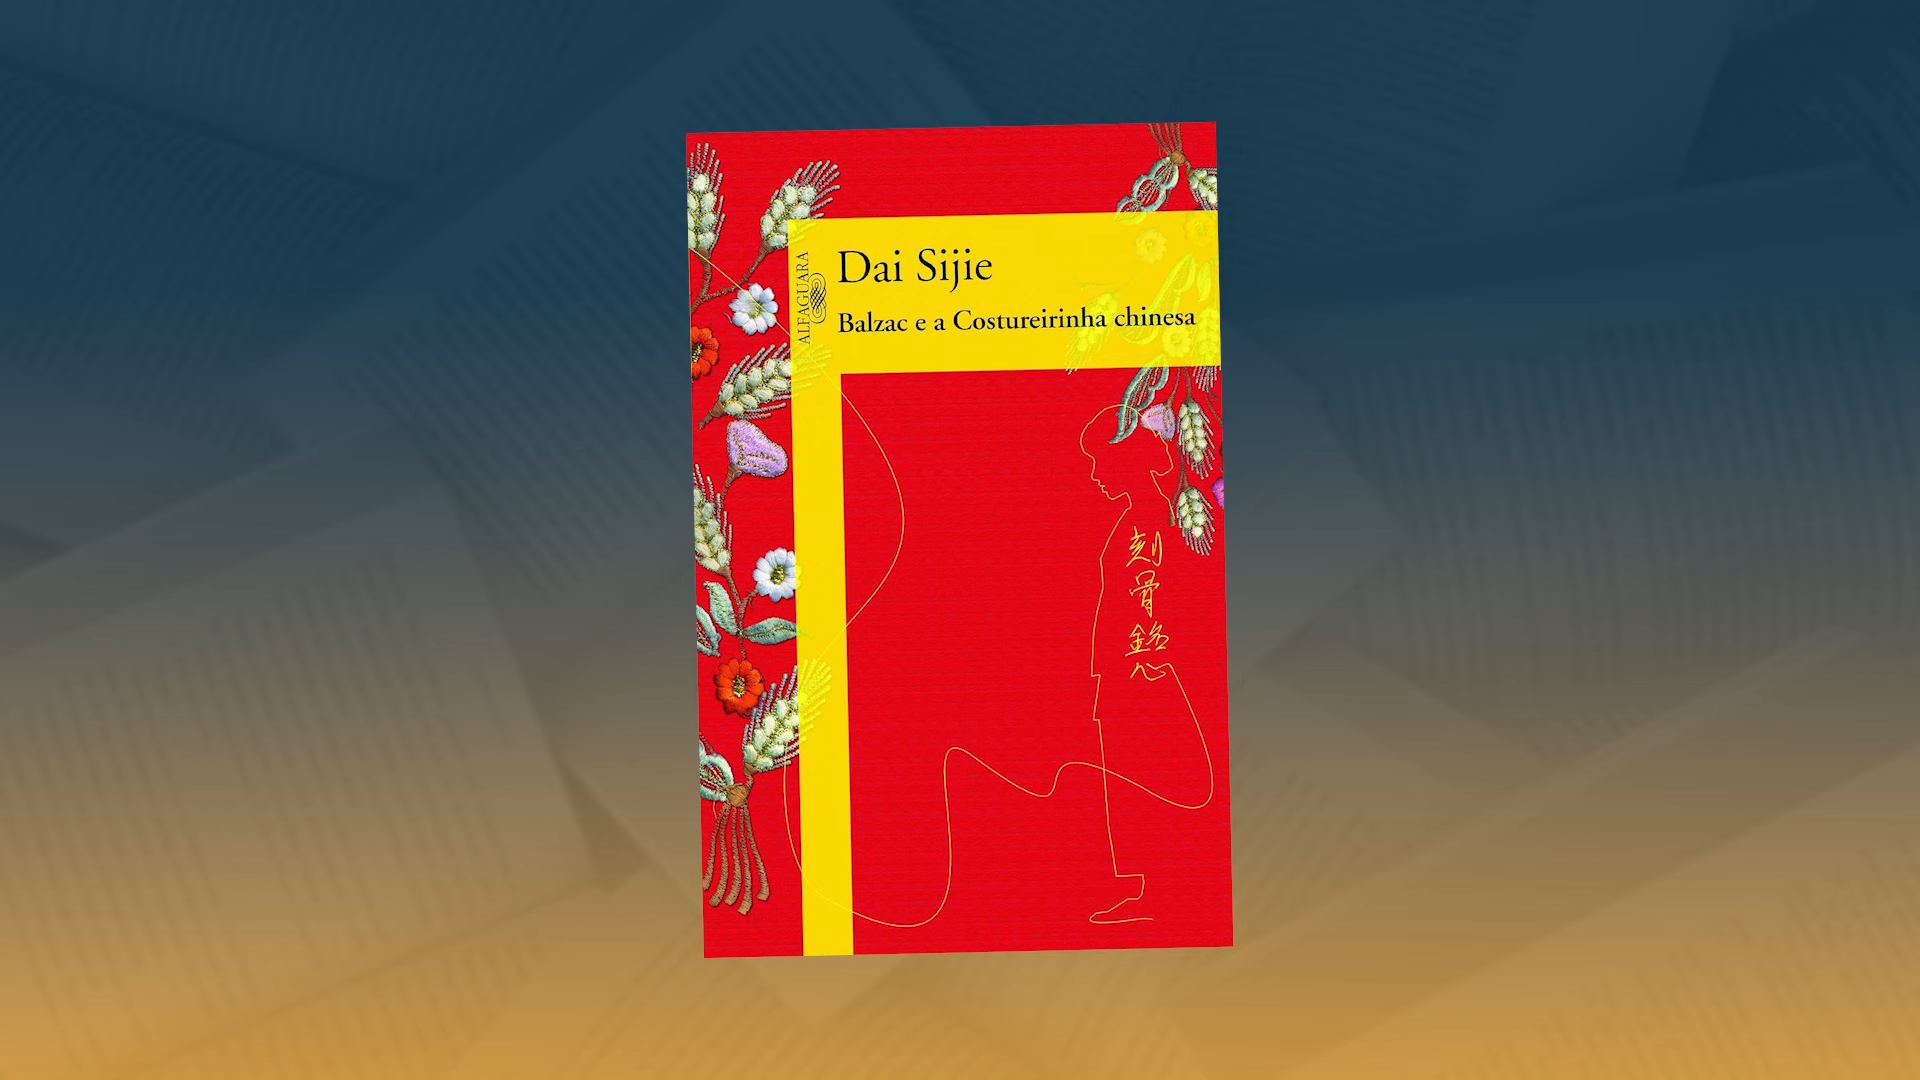 ALFAGUARA
Dai Sijie
Balzac e a Costureirinha chinesa
刻
骨
銘
心